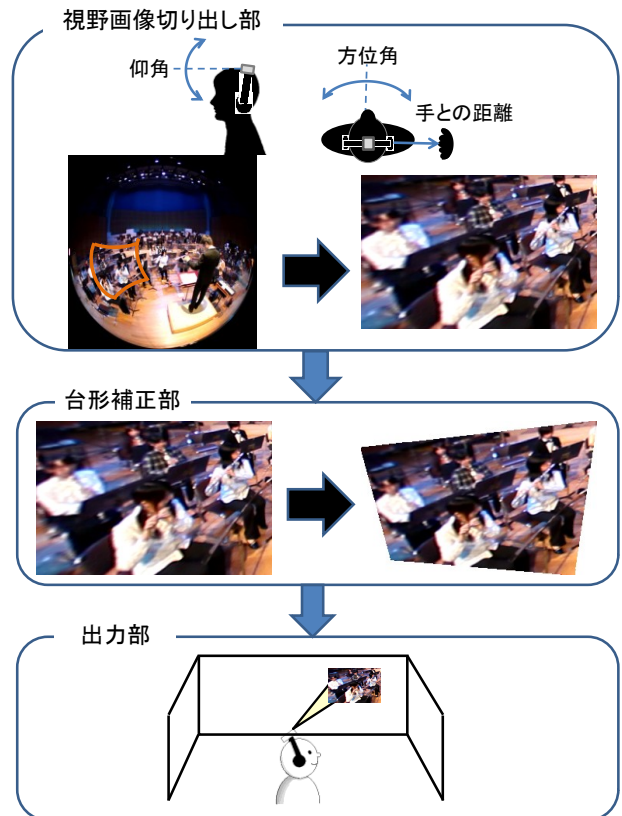 視野画像切り出し部
仰角
方位角
手との距離
台形補正部
出力部